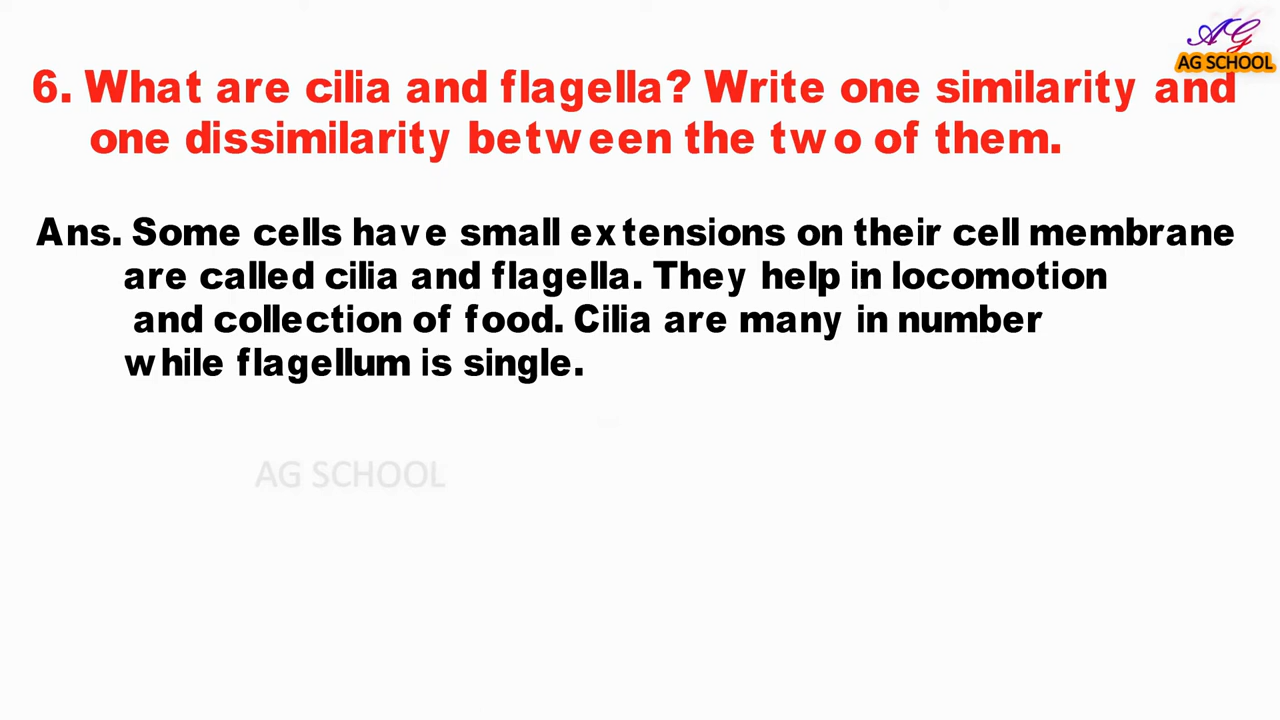 AG
AG SCHOOL
6. What are cilia and flagella? Write one similarity and
one dissimilarity between the two of them.
Ans. Some cells have small extensions on their cell membrane
are called cilia and flagella. They help in locomotion
and collection of food. Cilia are many in number
while flagellum is single.
AG SCHOOL